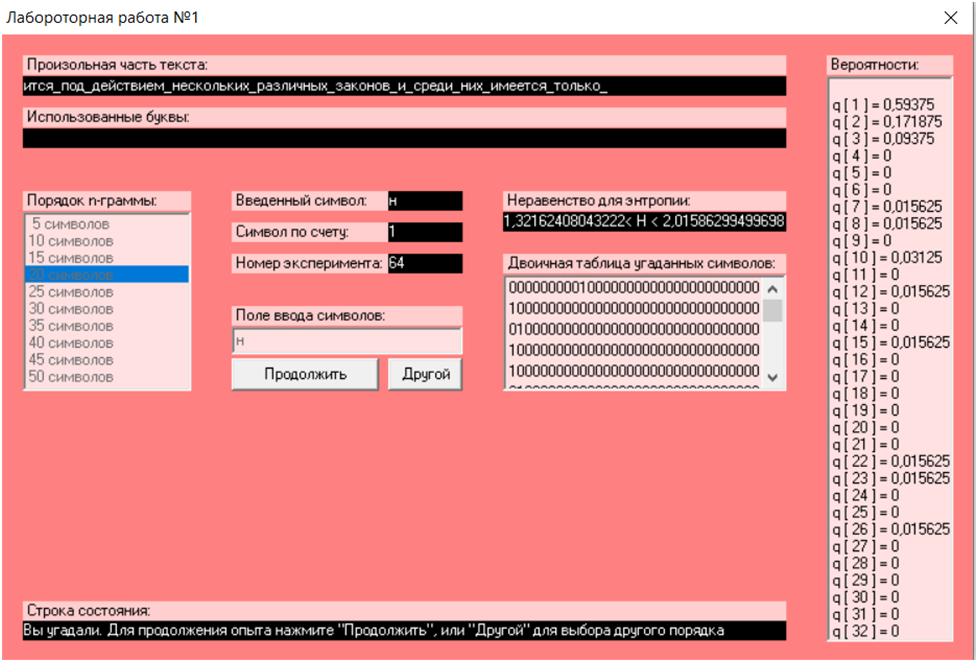 Лабороторная работа №1
Произольная часть текста:
ится_под_действием_нескольких_различных_законов_и_среди_них_имеется_только_
Использованные буквы:
Порядок n-граммы:
5 символов
10 символов
15 символов
20 символов
25 символов
30 символов
35 символов
40 символов
45 символов
50 символов
Введенный символ: н
Символ по счету: 1
Номер эксперимента: 64
Поле ввода символов:
н
Продолжить
Другой
Неравенство для энтропии:
1,32162408043222< H < 2,01586299499698
Двоичная таблица угаданных символов:
00000000010000000000000000000000
10000000000000000000000000000000
01000000000000000000000000000000
10000000000000000000000000000000
10000000000000000000000000000000
Вероятности:
q[ 1 ] = 0,59375
q[ 2 ] = 0,171875
q[ 3 ] = 0,09375
q[ 4 ] = 0
q[ 5 ] = 0
q[ 6 ] = 0
q[ 7 ] = 0,015625
q[ 8 ] = 0,015625
q[ 9 ] = 0
q[ 10 ] = 0,03125
q[ 11 ] = 0
q[ 12 ] = 0,015625
q[ 13 ] = 0
q[ 14 ] = 0
q[ 15 ] = 0,015625
q[ 16 ] = 0
q[ 17 ] = 0
q[ 18 ] = 0
q[ 19 ] = 0
q[ 20 ] = 0
q[ 21 ] = 0
q[ 22 ] = 0,015625
q[ 23 ] = 0,015625
q[ 24 ] = 0
q[ 25 ] = 0
q[ 26 ] = 0,015625
q[ 27 ] = 0
q[ 28 ] = 0
q[ 29 ] = 0
q[ 30 ] = 0
q[ 31 ] = 0
q[ 32 ] = 0
Строка состояния:
Вы угадали. Для продолжения опыта нажмите "Продолжить", или "Другой" для выбора другого порядка